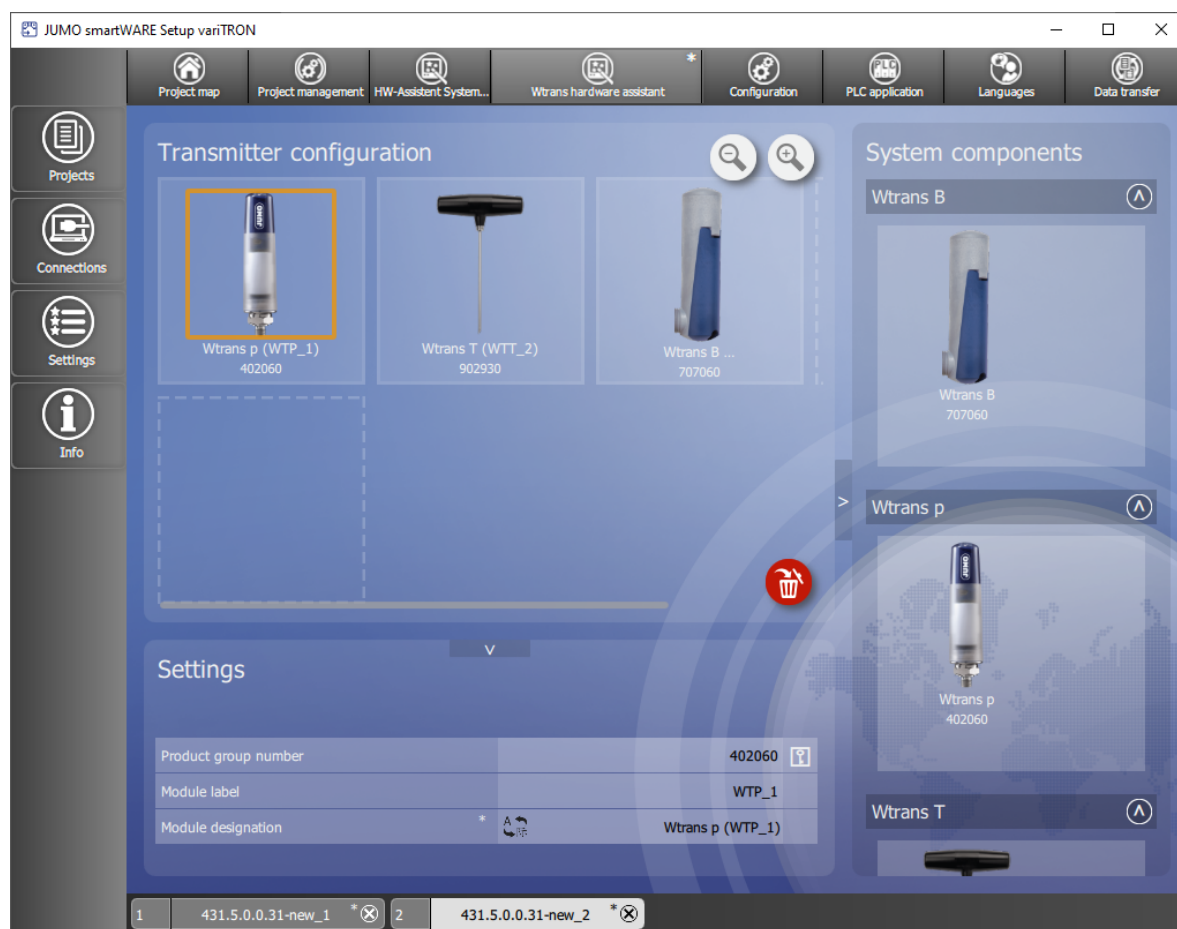 JUMO smartWARE Setup variTRON
Project map
Project management
HW-Assistent System...
*
Wtrans hardware assistant
Configuration
PLC
PLC application
Languages
Data transfer
Projects
Connections
Settings
Info
Transmitter configuration
JUMO
Wtrans p (WTP_1)
402060
Wtrans T (WTT_2)
902930
Wtrans B ...
707060
System components
Wtrans B
Wtrans B
707060
>
Wtrans p
JUMO
Wtrans p
402060
Wtrans T
V
Settings
Product group number 402060
Module label WTP_1
Module designation * Wtrans p (WTP_1)
1 431.5.0.0.31-new_1 *
2 431.5.0.0.31-new_2 *